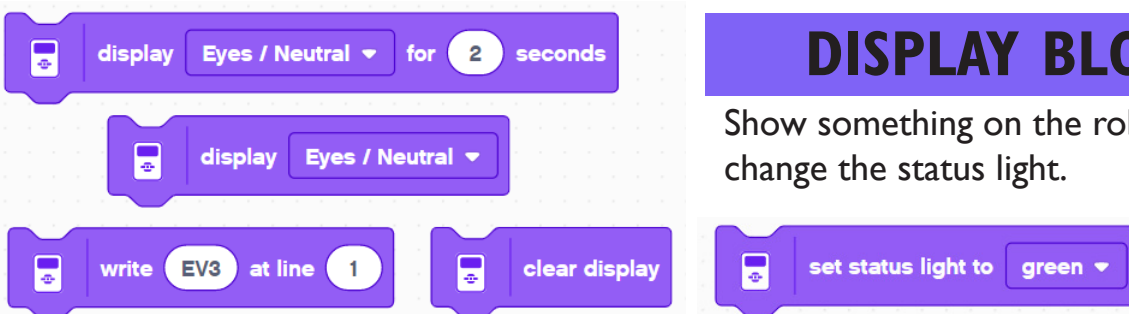 display Eyes / Neutral for 2 seconds
display Eyes / Neutral
write EV3 at line 1
clear display
DISPLAY BLO
Show something on the ro
change the status light.
set status light to green